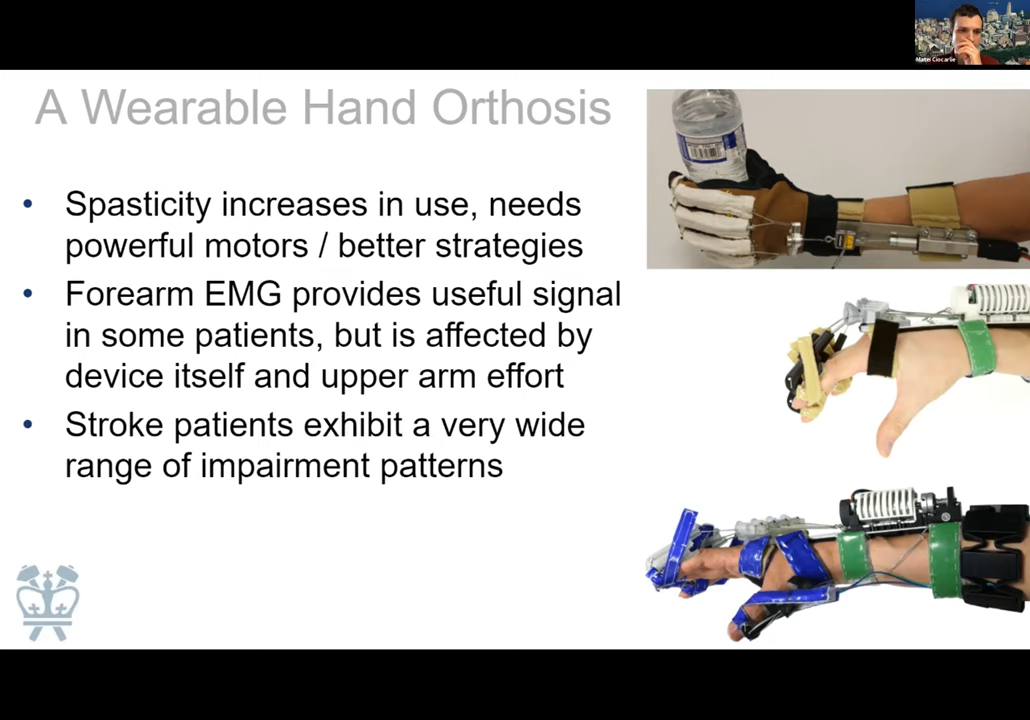 Matei Ciocarlie
A Wearable Hand Orthosis
• Spasticity increases in use, needs
powerful motors / better strategies
• Forearm EMG provides useful signal
in some patients, but is affected by
device itself and upper arm effort
• Stroke patients exhibit a very wide
range of impairment patterns